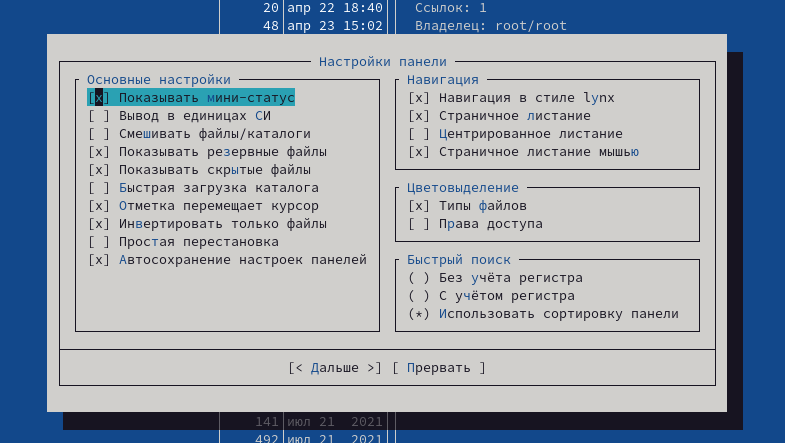 20 апр 22 18:40 Ссылок: 1
48 апр 23 15:02 Владелец: root/root
Настройки панели
Основные настройки
[x] Показывать мини-статус
[ ] Вывод в единицах СИ
[ ] Смешивать файлы/каталоги
[x] Показывать резервные файлы
[x] Показывать скрытые файлы
[ ] Быстрая загрузка каталога
[x] Отметка перемещает курсор
[x] Инвертировать только файлы
[ ] Простая перестановка
[x] Автосохранение настроек панелей
Навигация
[x] Навигация в стиле lynx
[x] Страничное листание
[ ] Центрированное листание
[x] Страничное листание мышью
Цветовыделение
[x] Типы файлов
[ ] Права доступа
Быстрый поиск
( ) Без учёта регистра
( ) С учётом регистра
(*) Использовать сортировку панели
[< Дальше >] [ Прервать ]
141 июл 21 2021
492 июл 21 2021